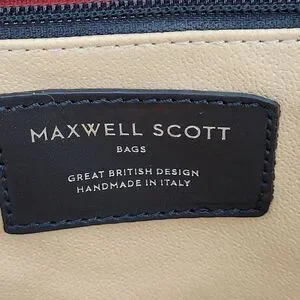 MAXWELL SCOTT
BAGS
GREAT BRITISH DESIGN
HANDMADE IN ITALY